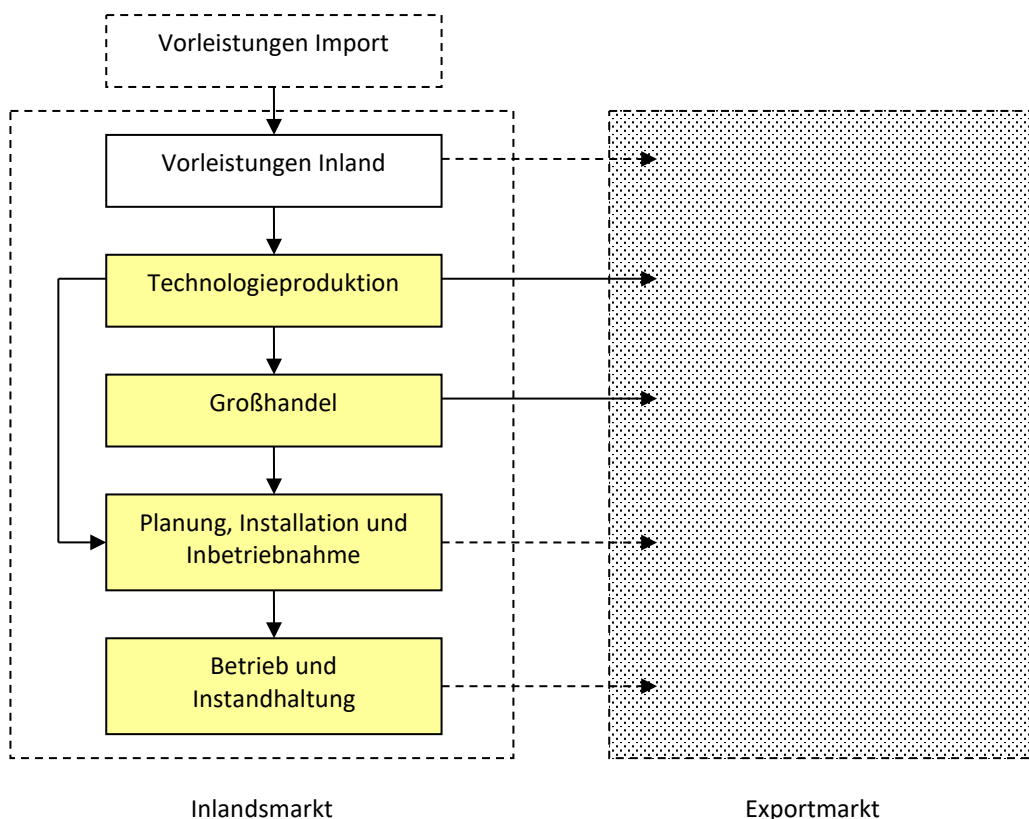 Vorleistungen Import
Vorleistungen Inland
Technologieproduktion
Großhandel
Planung, Installation und
Inbetriebnahme
Betrieb und
Instandhaltung
Inlandsmarkt
Exportmarkt